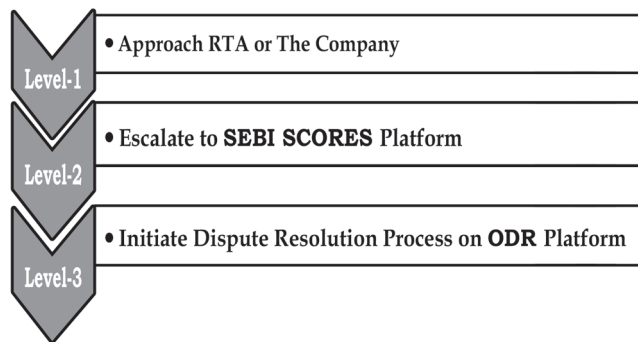 Level-1
• Approach RTA or The Company
Level-2
• Escalate to SEBI SCORES Platform
Level-3
• Initiate Dispute Resolution Process on ODR Platform